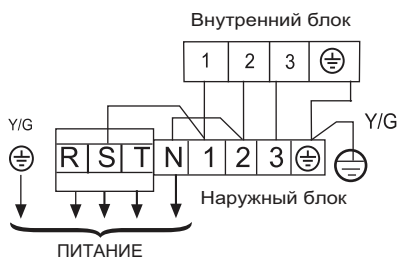 Внутренний блок
1 2 3
Y/G
Y/G
R S T N 1 2 3
Наружный блок
ПИТАНИЕ